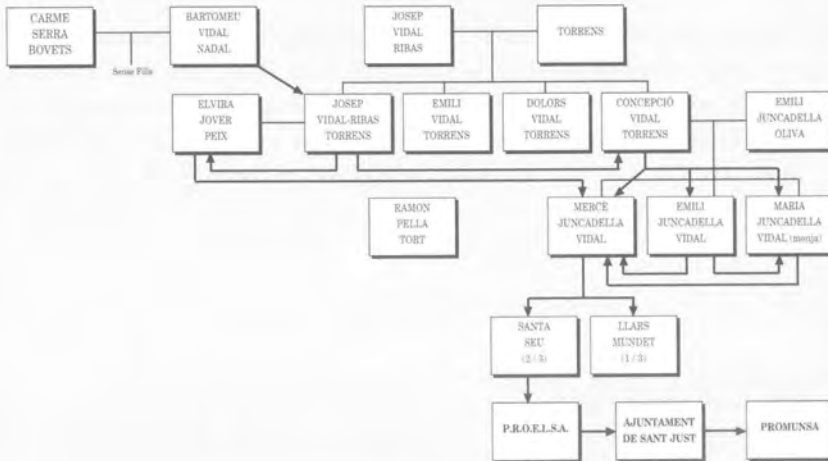 CARME
SERRA
BOVETS
BARTOMEU
VIDAL
NADAL
JOSEP
VIDAL
RIBAS
TORRENS
Sense Fills
ELVIRA
JOVER
PEIX
JOSEP
VIDAL-RIBAS
TORRENS
EMILI
VIDAL
TORRENS
DOLORS
VIDAL
TORRENS
CONCEPCIÓ
VIDAL
TORRENS
EMILI
JUNCADELLA
OLIVA
RAMON
PELLA
TORT
MERCÈ
JUNCADELLA
VIDAL
EMILI
JUNCADELLA
VIDAL
MARIA
JUNCADELLA
VIDAL (monja)
SANTA
SEU
(2 / 3)
LLARS
MUNDET
(1 / 3)
P.R.O.E.L.S.A.
AJUNTAMENT
DE SANT JUST
PROMUNSA